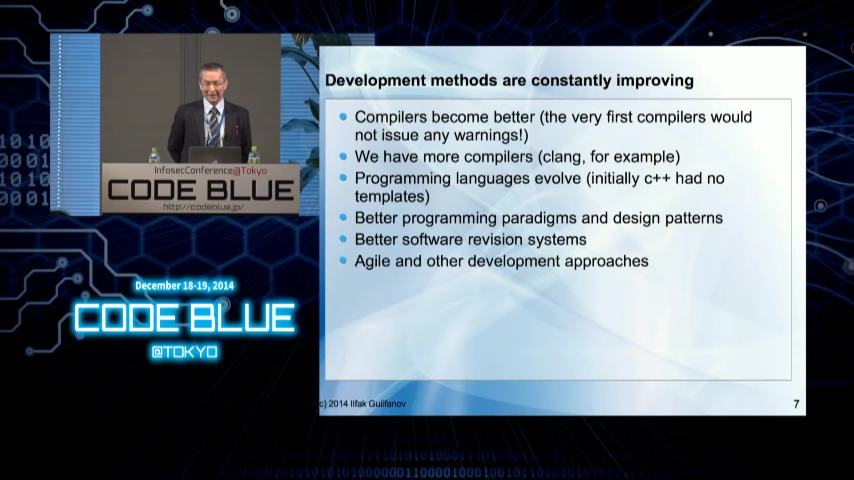 InfosecConference@Tokyo
CODE BLUE
http://codeblue.jp/
December 18-19, 2014
CODE BLUE
@TOKYO
Development methods are constantly improving
Compilers become better (the very first compilers would
not issue any warnings!)
We have more compilers (clang, for example)
Programming languages evolve (initially c++ had no
templates)
Better programming paradigms and design patterns
Better software revision systems
Agile and other development approaches
c) 2014 Ilfak Guilfanov
7